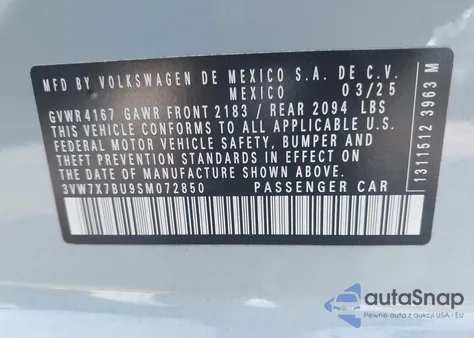 MFD BY VOLKSWAGEN DE MEXICO S.A. DE C.V.
MEXICO 03/25
GVWR 4167 GAWR FRONT 2183 / REAR 2094 LBS
THIS VEHICLE CONFORMS TO ALL APPLICABLE U.S.
FEDERAL MOTOR VEHICLE SAFETY, BUMPER AND
THEFT PREVENTION STANDARDS IN EFFECT ON
THE DATE OF MANUFACTURE SHOWN ABOVE.
3VW7X7BU9SM072850 PASSENGER CAR
1311512 3963 M
autoSnap
Pewne auta z aukcji USA i EU